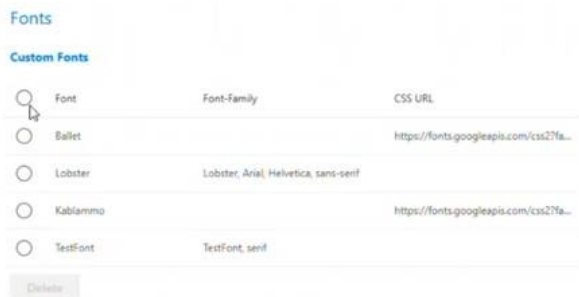 Fonts
Custom Fonts
Font Font-Family CSS URL
Ballet https://fonts.googleapis.com/css2?fa...
Lobster Lobster, Arial, Helvetica, sans-serif
Kablammo https://fonts.googleapis.com/css2?fa...
TestFont TestFont, serif
Delete